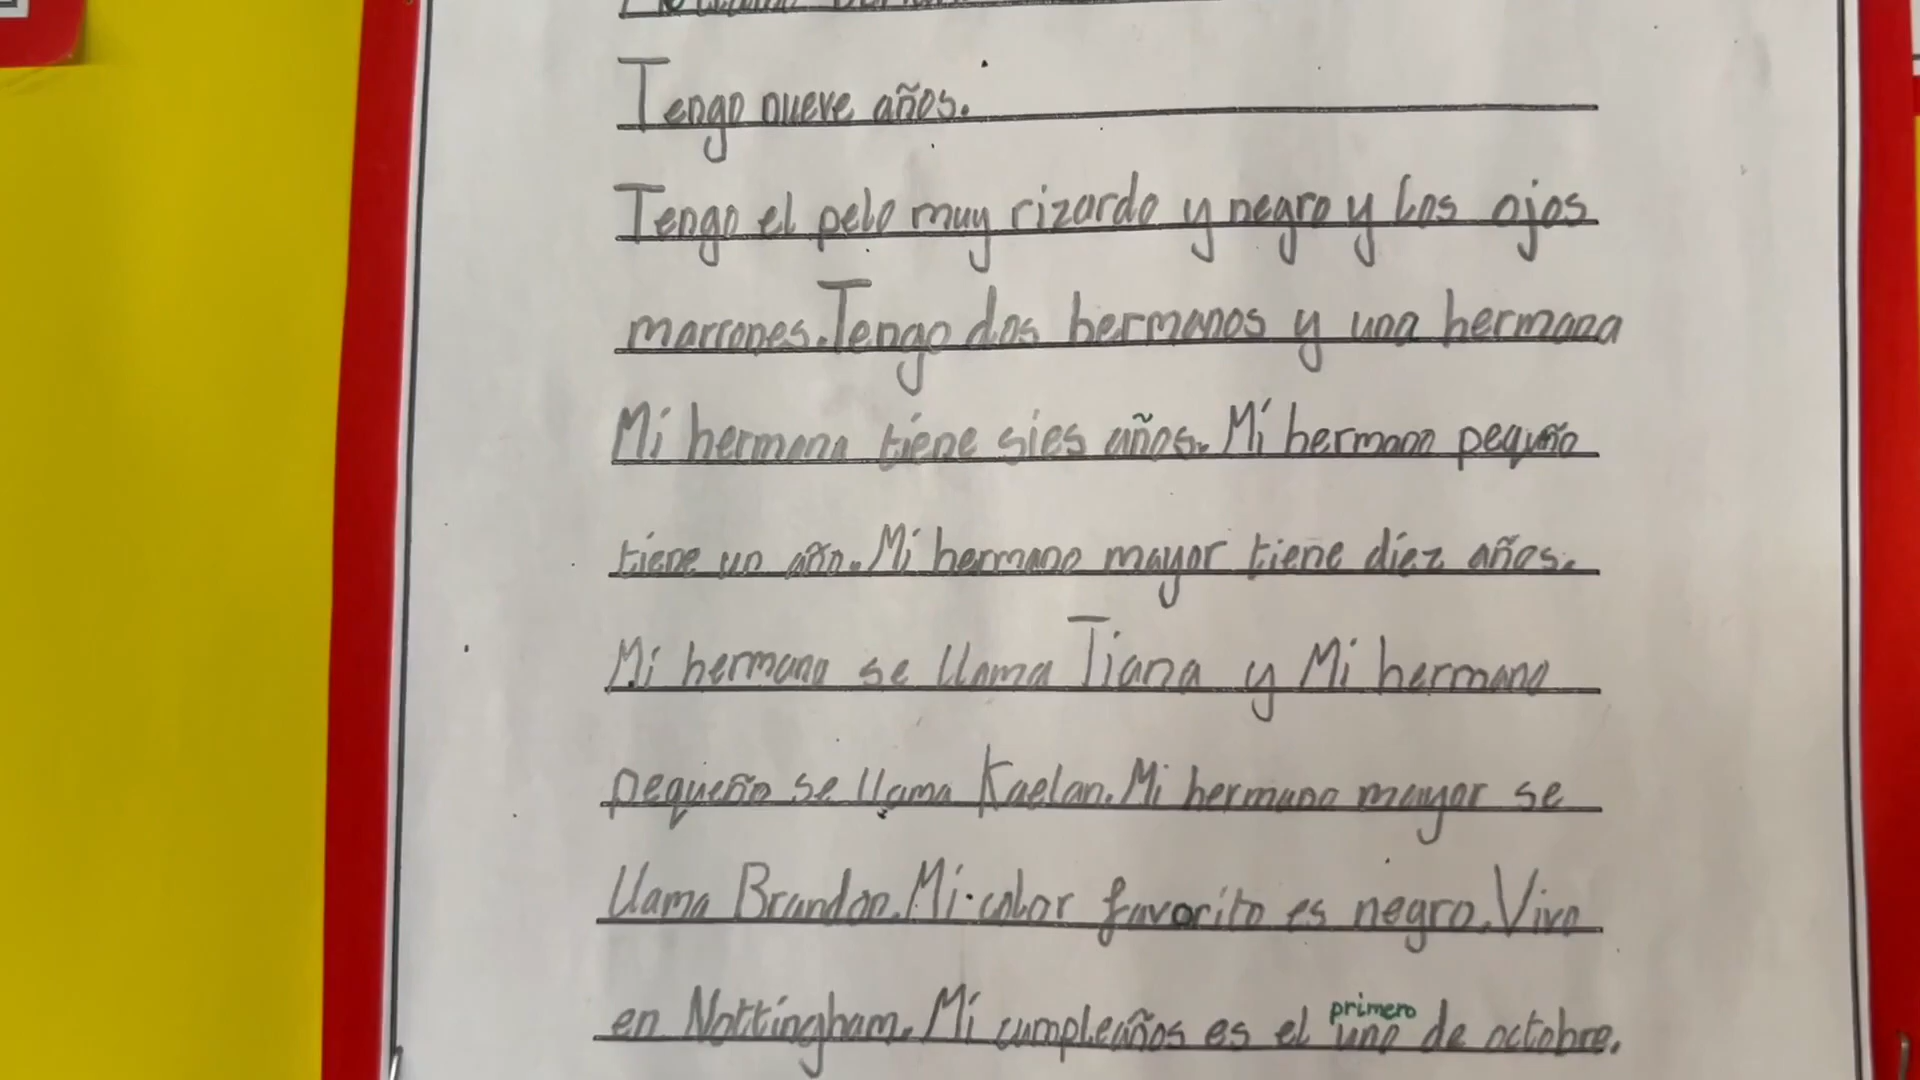 Me llamo
Tengo nueve años.
Tengo el pelo muy rizardo y negro y los ojos
marrones. Tengo dos hermanos y una hermana
Mi hermana tiene sies años. Mi hermano pequño
tiene un año. Mi hermano mayor tiene diez años.
Mi hermana se llama Tiana y Mi hermano
pequeño se llama Kaelan. Mi hermano mayor se
llama Brandon. Mi color favorito es negro. Vivo
primero
en Nottingham. Mi cumpleaños es el uno de octobre.